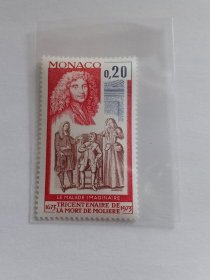 MONACO
0,20
LE MALADE IMAGINAIRE
1673 TRICENTENAIRE DE 1973
LA MORT DE MOLIERE